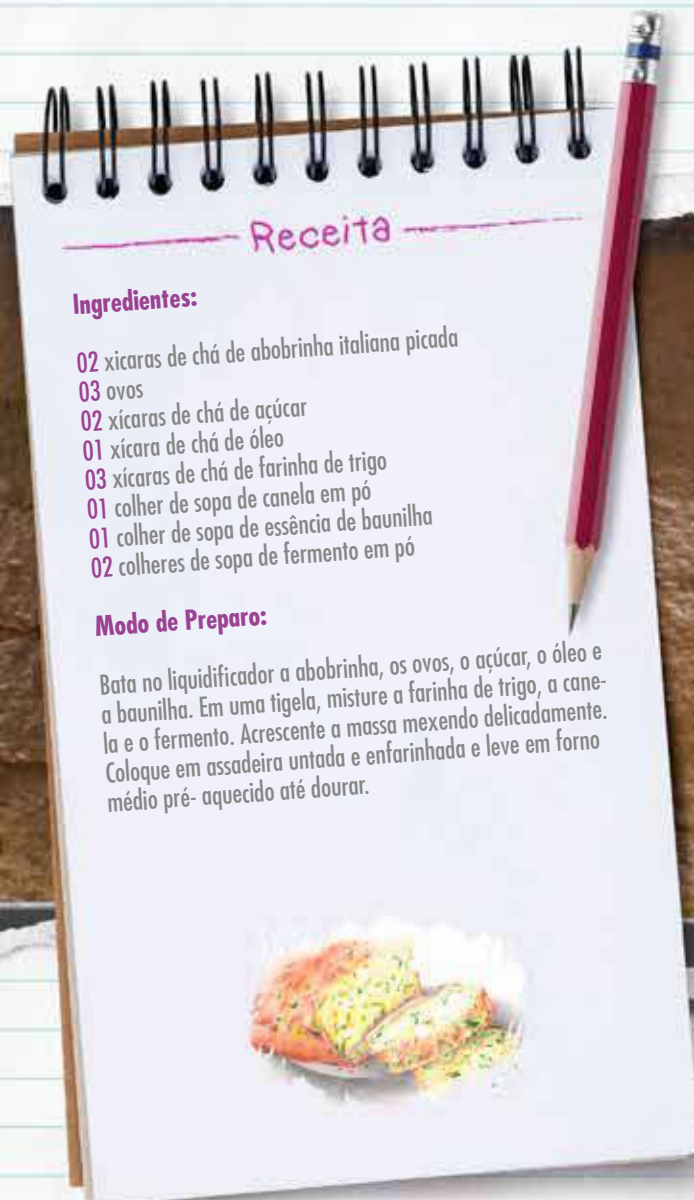 Receita
Ingredientes:
02 xicaras de chá de abobrinha italiana picada
03 ovos
02 xícaras de chá de açúcar
01 xícara de chá de óleo
03 xícaras de chá de farinha de trigo
01 colher de sopa de canela em pó
01 colher de sopa de essência de baunilha
02 colheres de sopa de fermento em pó
Modo de Preparo:
Bata no liquidificador a abobrinha, os ovos, o açúcar, o óleo e
a baunilha. Em uma tigela, misture a farinha de trigo, a cane-
la e o fermento. Acrescente a massa mexendo delicadamente.
Coloque em assadeira untada e enfarinhada e leve em forno
médio pré- aquecido até dourar.